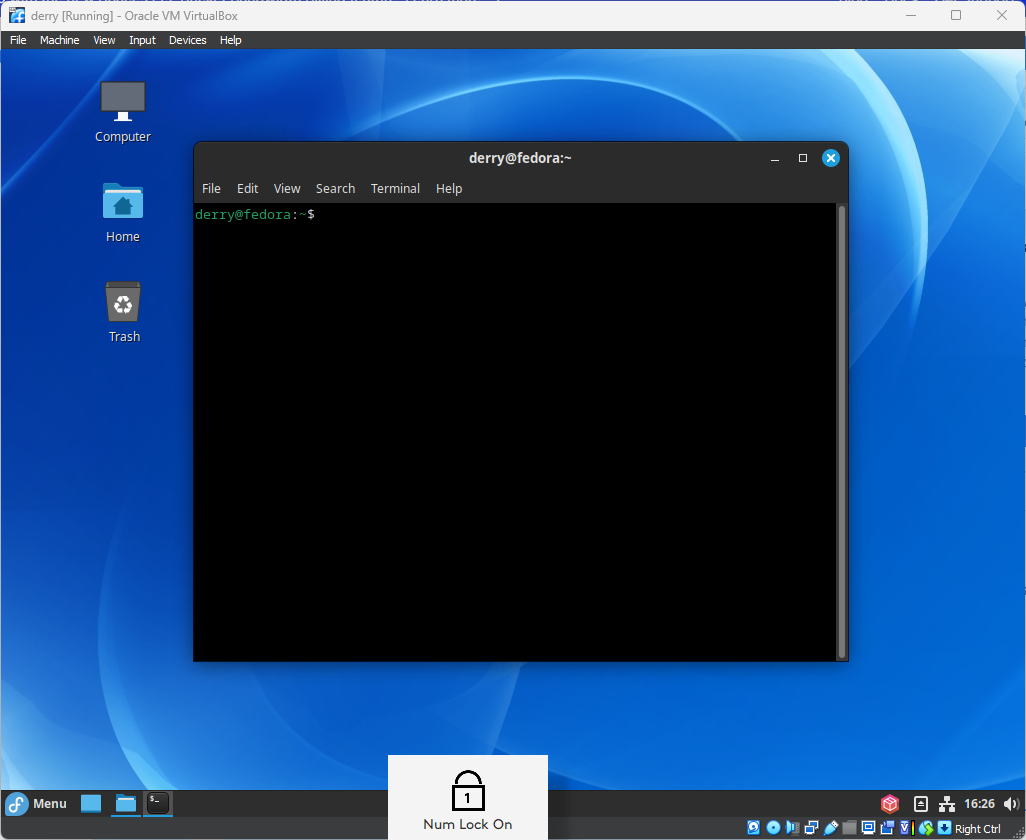 derry [Running] - Oracle VM VirtualBox
File Machine View Input Devices Help
Computer
Home
Trash
derry@fedora:~
File Edit View Search Terminal Help
derry@fedora:~$
1
Num Lock On
Menu
16:26
Right Ctrl